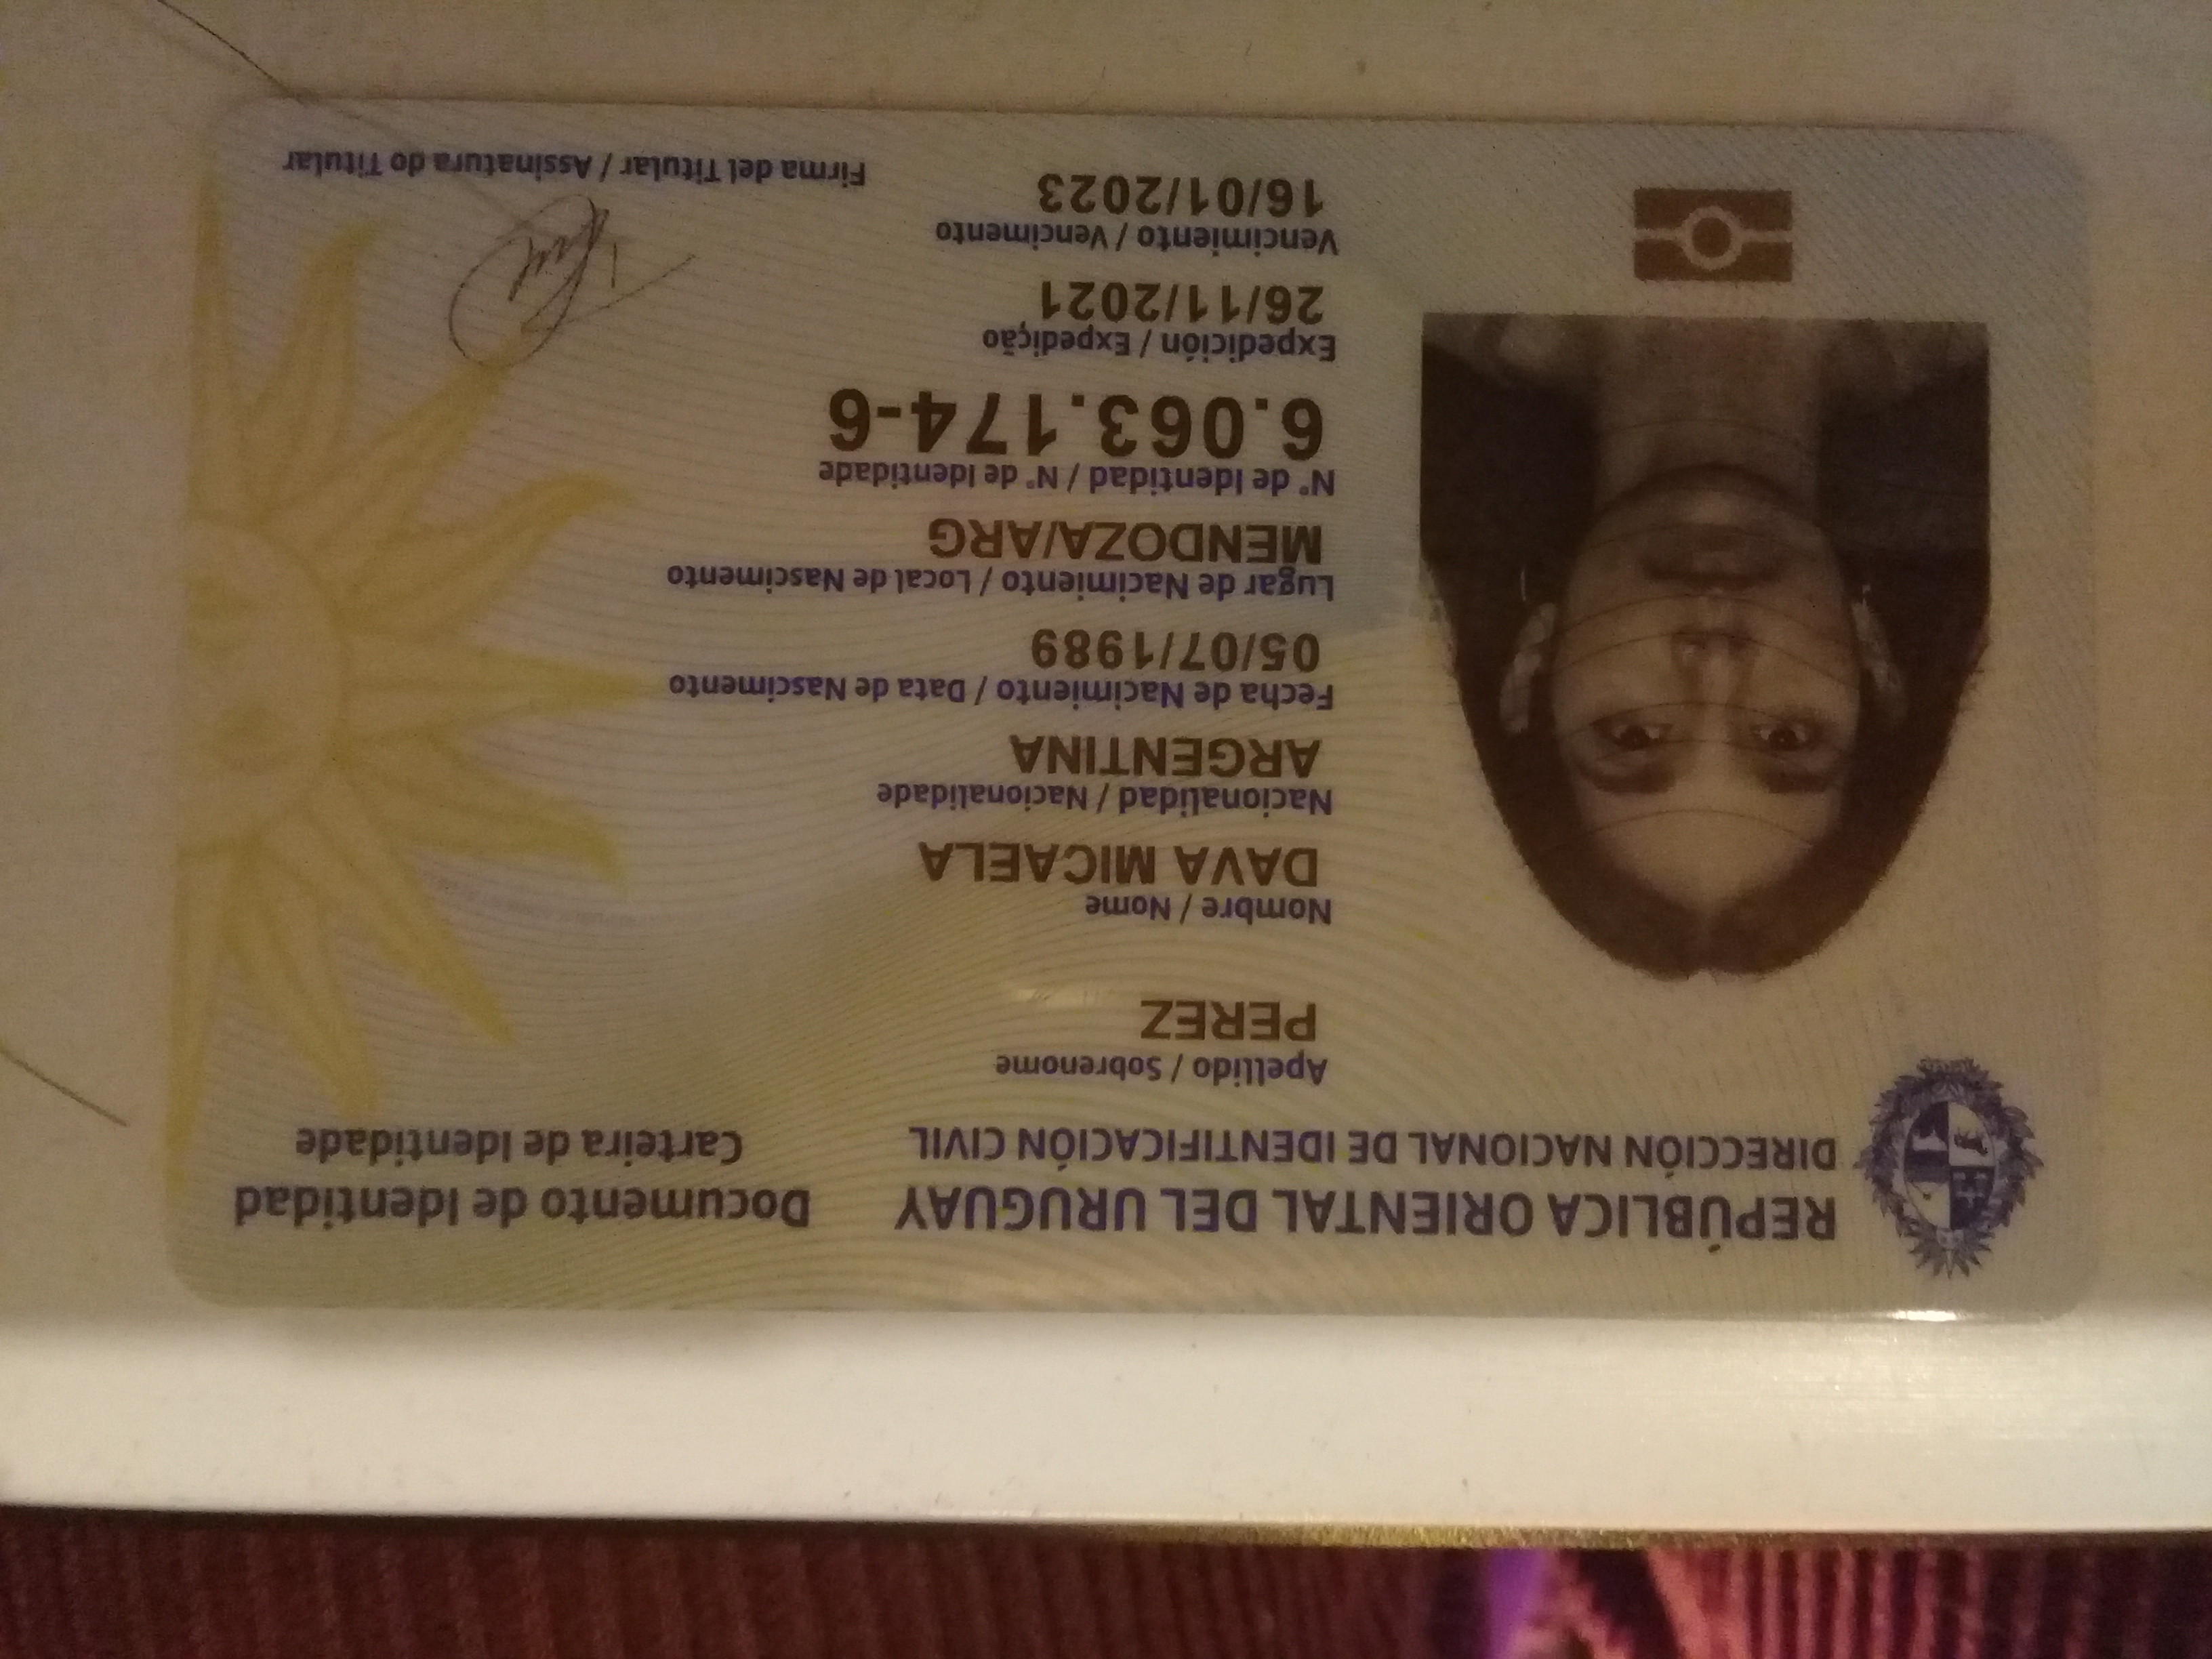 REPÚBLICA ORIENTAL DEL URUGUAY
DIRECCIÓN NACIONAL DE IDENTIFICACIÓN CIVIL
Documento de Identidad
Carteira de Identidade
Apellido / Sobrenome
PEREZ
Nombre / Nome
DAVA MICAELA
Nacionalidad / Nacionalidade
ARGENTINA
Fecha de Nacimiento / Data de Nascimento
05/07/1989
Lugar de Nacimiento / Local de Nascimento
MENDOZA/ARG
N° de Identidad / N° de Identidade
6.063.174-6
Expedición / Expedição
26/11/2021
Vencimiento / Vencimento
16/01/2023
Firma del Titular / Assinatura do Titular